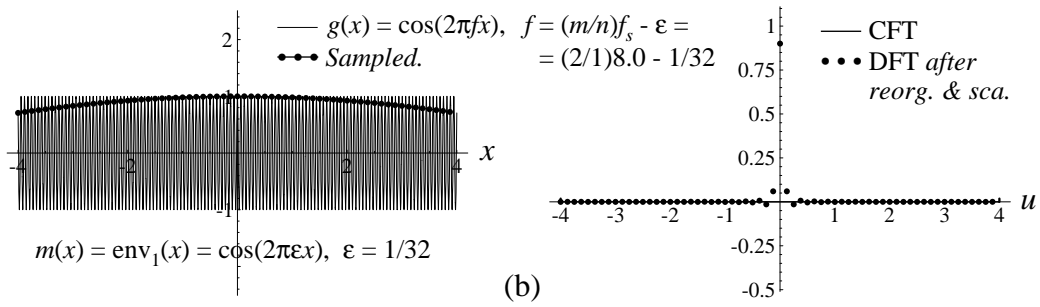 g(x) = cos(2πfx), f = (m/n)f_s - ε =
Sampled. = (2/1)8.0 - 1/32
2
1
-4 -2 2 4 x
-1
m(x) = env_1(x) = cos(2πεx), ε = 1/32
1
0.75
0.5
0.25
-4 -3 -2 -1 1 2 3 4 u
-0.25
-0.5
CFT
DFT after
reorg. & sca.
(b)